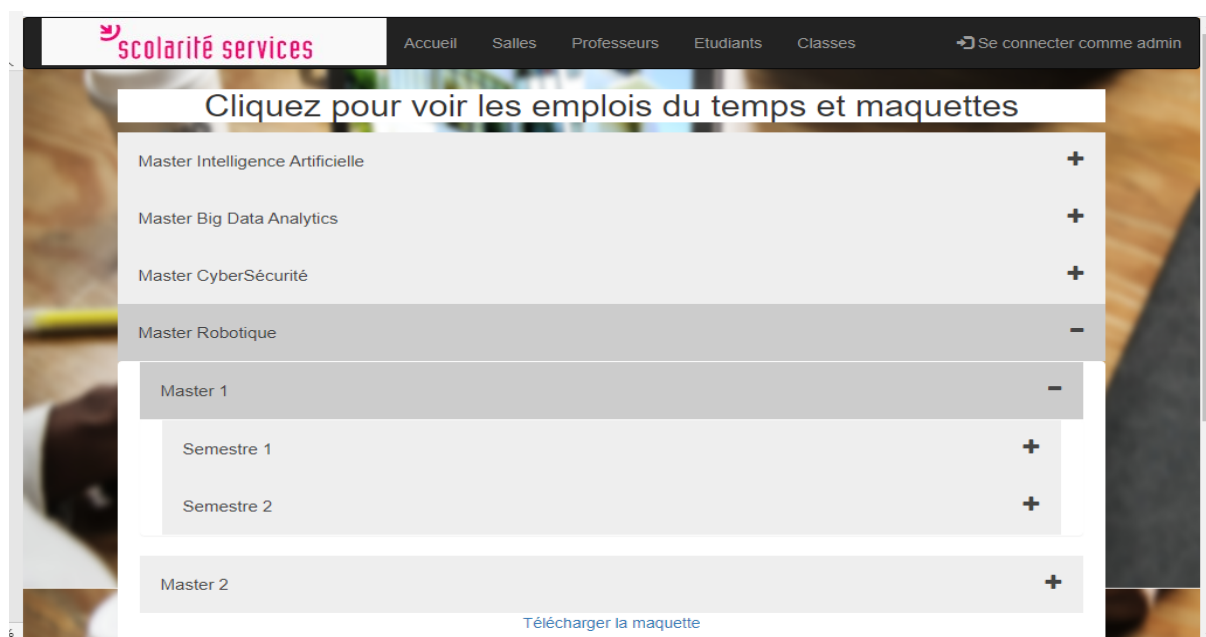 scolarité services
Accueil Salles Professeurs Etudiants Classes Se connecter comme admin
Cliquez pour voir les emplois du temps et maquettes
Master Intelligence Artificielle
Master Big Data Analytics
Master CyberSécurité
Master Robotique
Master 1
Semestre 1
Semestre 2
Master 2
Télécharger la maquette